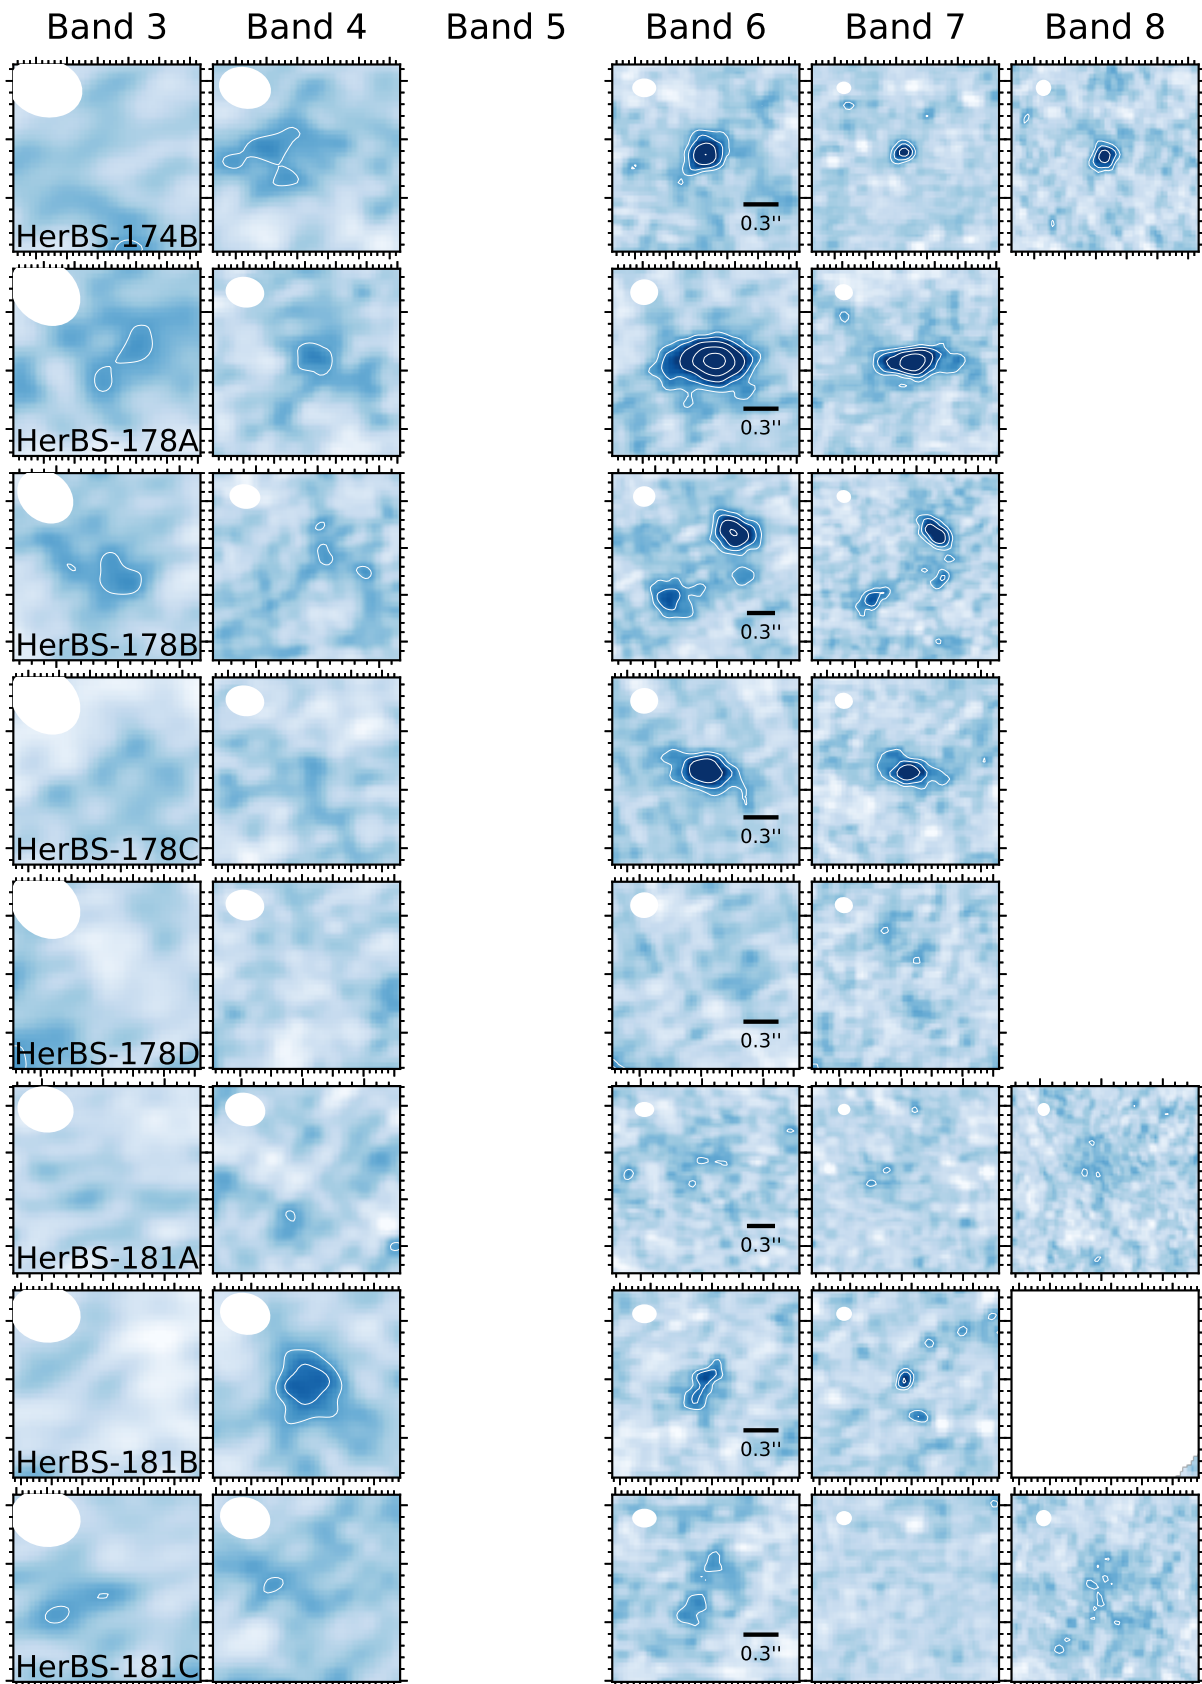 Band 3 Band 4 Band 5 Band 6 Band 7 Band 8
HerBS-174B 0.3''
HerBS-178A 0.3''
HerBS-178B 0.3''
HerBS-178C 0.3''
HerBS-178D 0.3''
HerBS-181A 0.3''
HerBS-181B 0.3''
HerBS-181C 0.3''